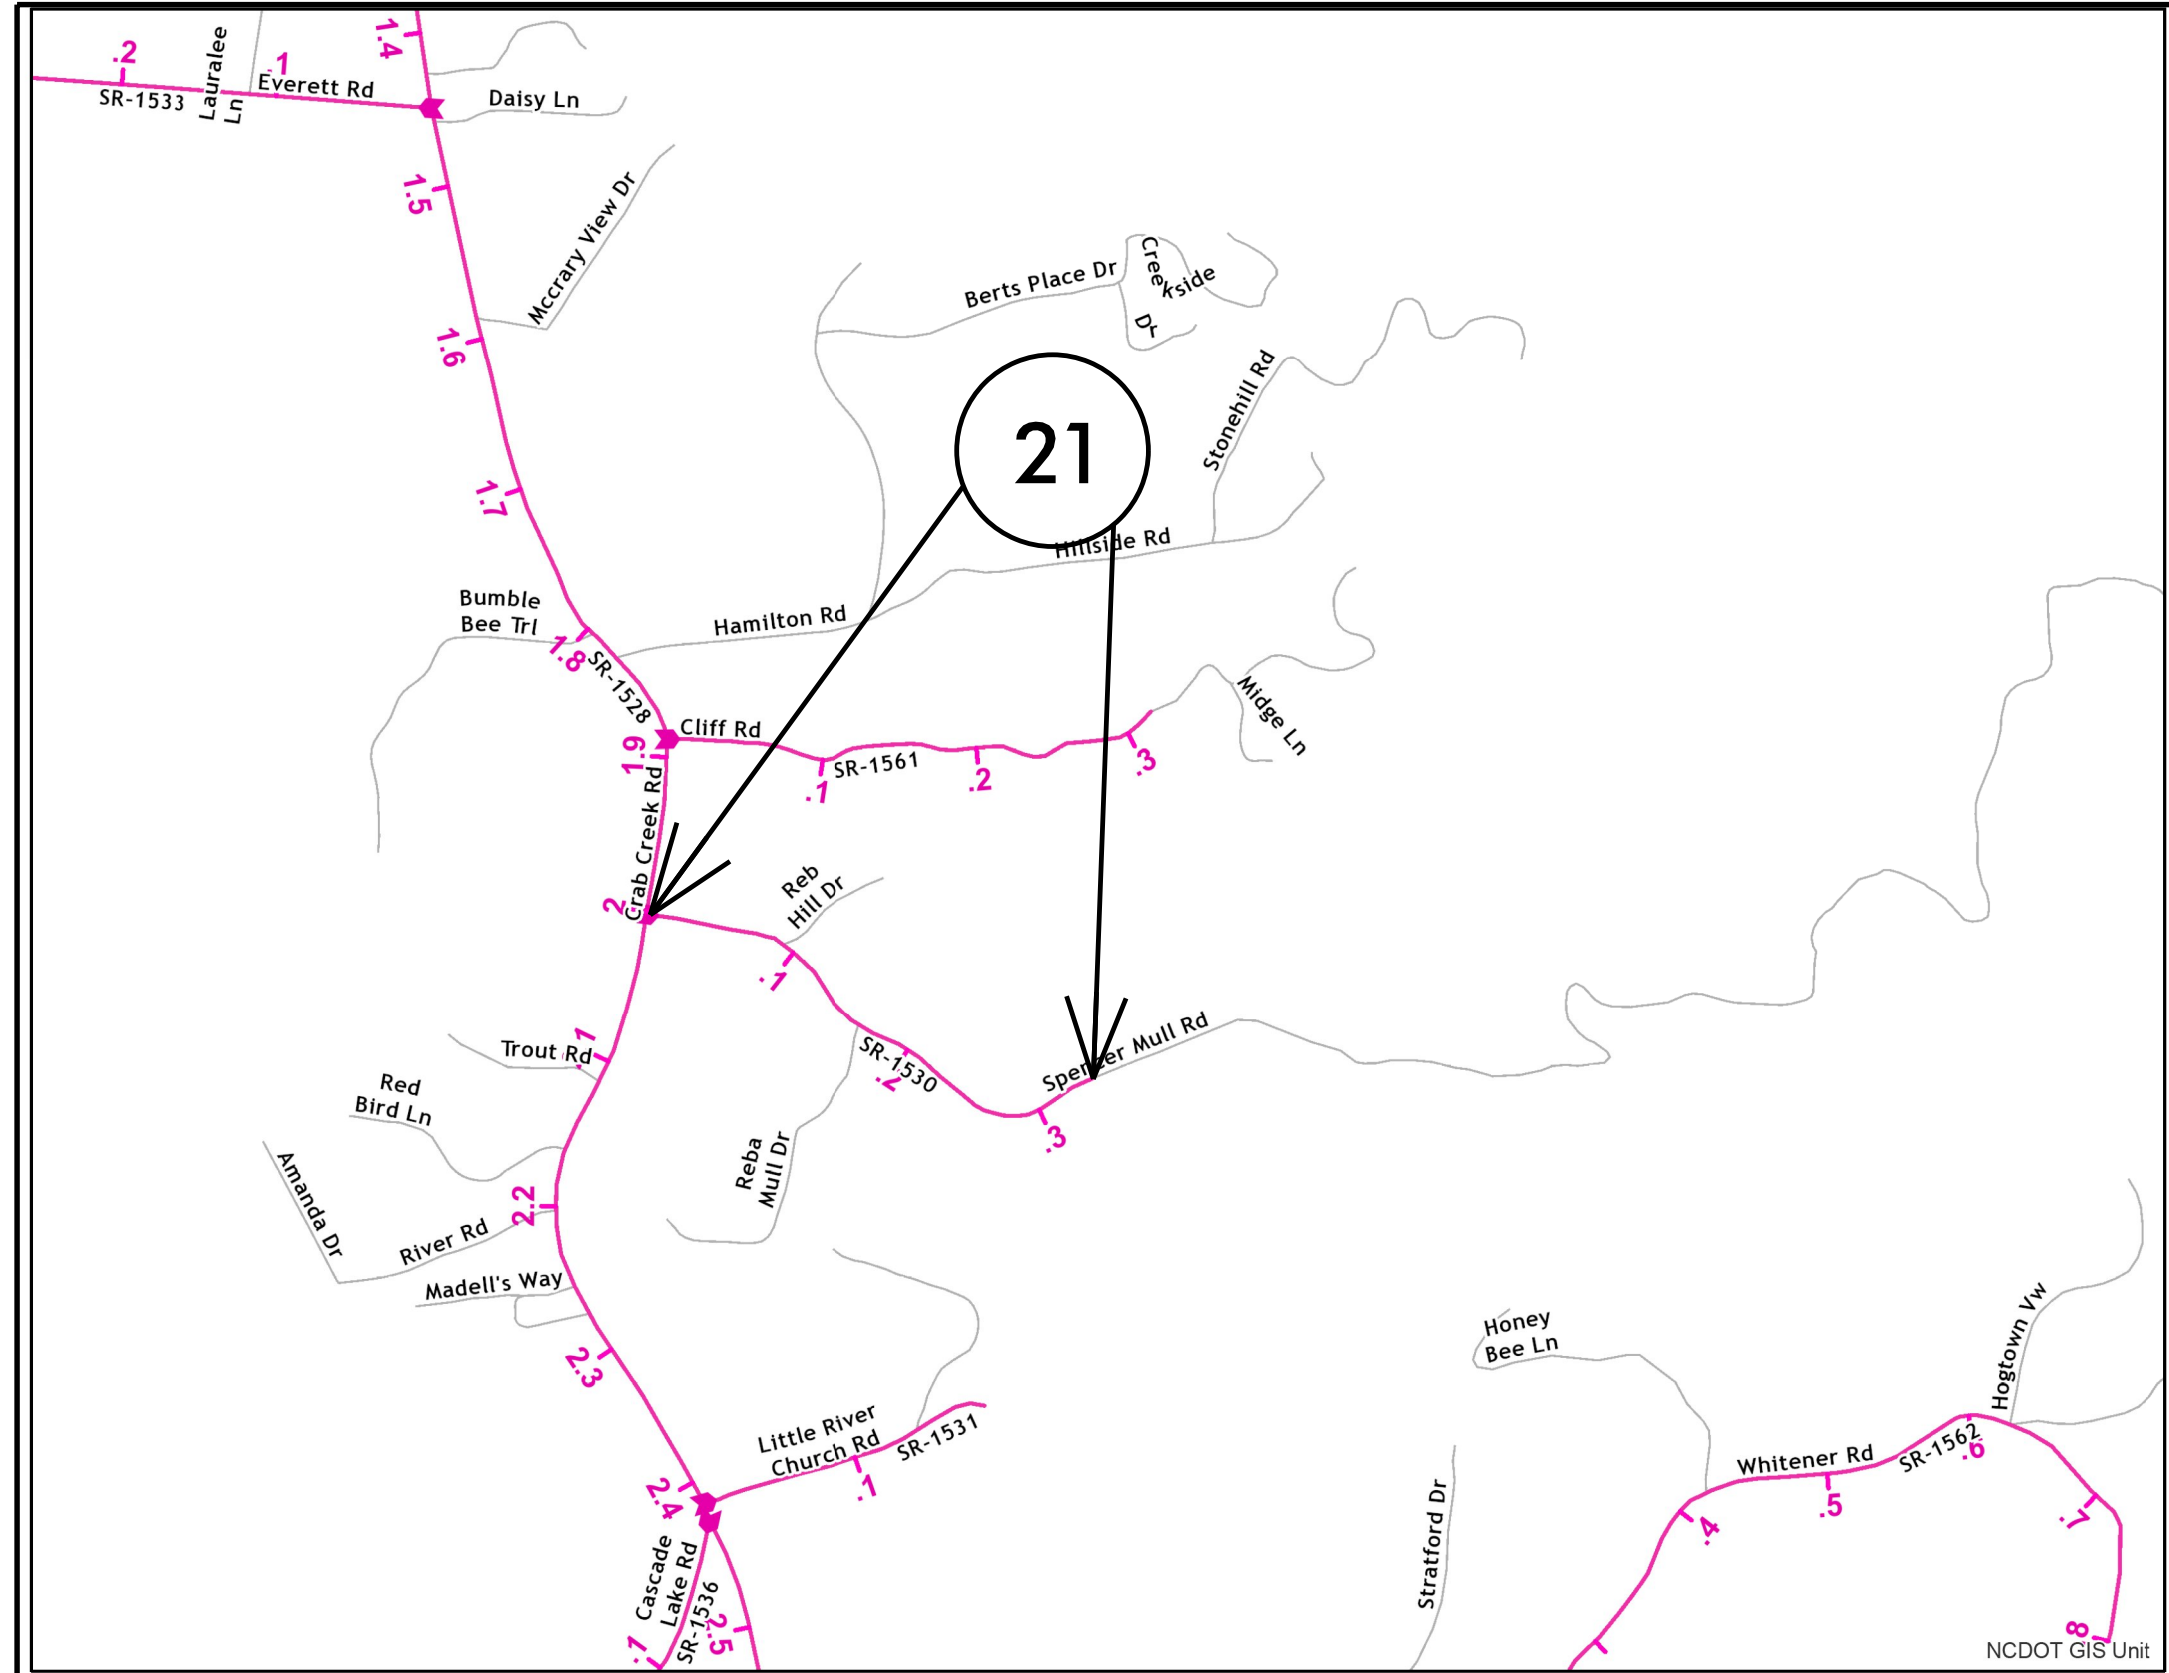 1.4
.2
Lauralee
Ln
.1
Everett Rd
SR-1533
Daisy Ln
1.5
Mccrary View Dr
1.6
Berts Place Dr
Creekside
Dr
Stonehill Rd
21
1.7
Hillside Rd
Bumble
Bee Trl
Hamilton Rd
1.8
SR-1528
Midge Ln
Cliff Rd
1.9
SR-1561
.1
.2
.3
Crab Creek Rd
Reb
Hill Dr
2
.1
Trout Rd
SR-1530
.2
Spencer Mull Rd
.3
Red
Bird Ln
Reba
Mull Dr
Amanda Dr
2.2
River Rd
Madell's Way
2.3
Honey
Bee Ln
Hogtown Vw
Little River
Church Rd
SR-1531
.1
2.4
Whitener Rd
SR-1562
.6
.5
.4
.7
Stratford Dr
Cascade
Lake Rd
SR-1536
2.5
.1
.8
NCDOT GIS Unit